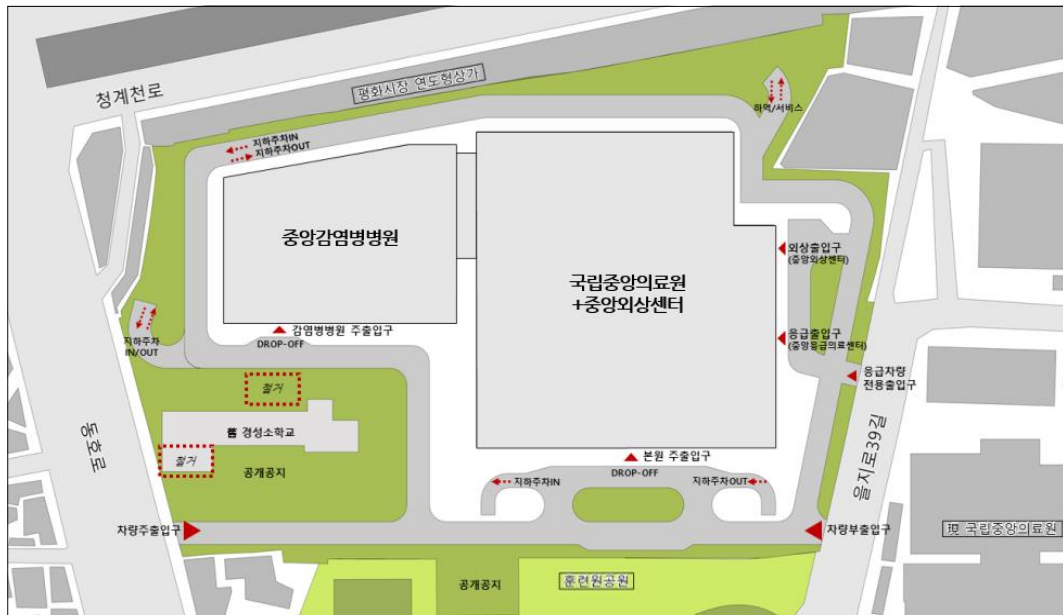 청계천로
평화시장 연도형상가
하역/서비스
지하주차IN
지하주차OUT
중앙감염병병원
국립중앙의료원
+중앙외상센터
외상출입구
(중앙외상센터)
응급출입구
(중앙응급의료센터)
응급차량
전용출입구
지하주차
IN/OUT
감염병병원 주출입구
DROP-OFF
철거
舊 경성소학교
철거
공개공지
동호로
을지로39길
본원 주출입구
DROP-OFF
지하주차IN
지하주차OUT
차량주출입구
차량부출입구
現 국립중앙의료원
공개공지
훈련원공원